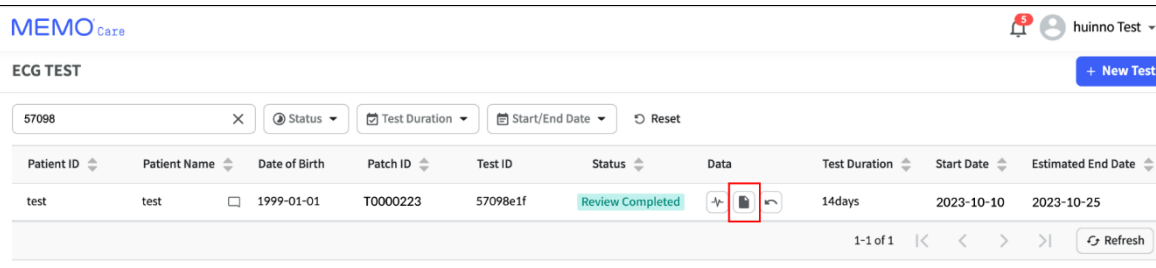 MEMO Care
5
huinno Test
ECG TEST
+ New Test
57098
Status
Test Duration
Start/End Date
Reset
Patient ID Patient Name Date of Birth Patch ID Test ID Status Data Test Duration Start Date Estimated End Date
test test 1999-01-01 T0000223 57098e1f Review Completed 14days 2023-10-10 2023-10-25
1-1 of 1
Refresh